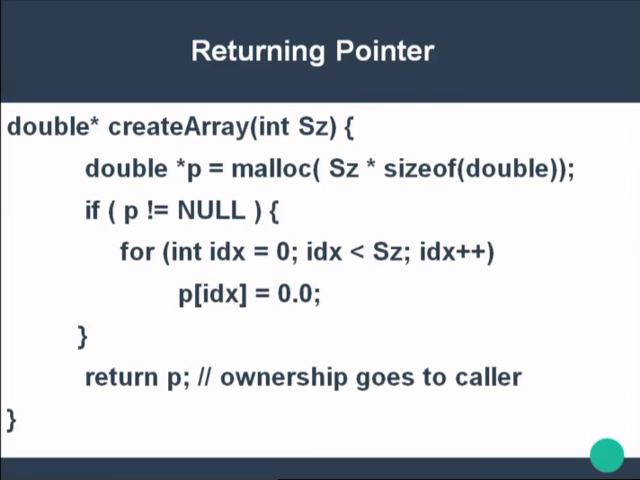 Returning Pointer
double* createArray(int Sz) {
double *p = malloc( Sz * sizeof(double));
if ( p != NULL ) {
for (int idx = 0; idx < Sz; idx++)
p[idx] = 0.0;
}
return p; // ownership goes to caller
}